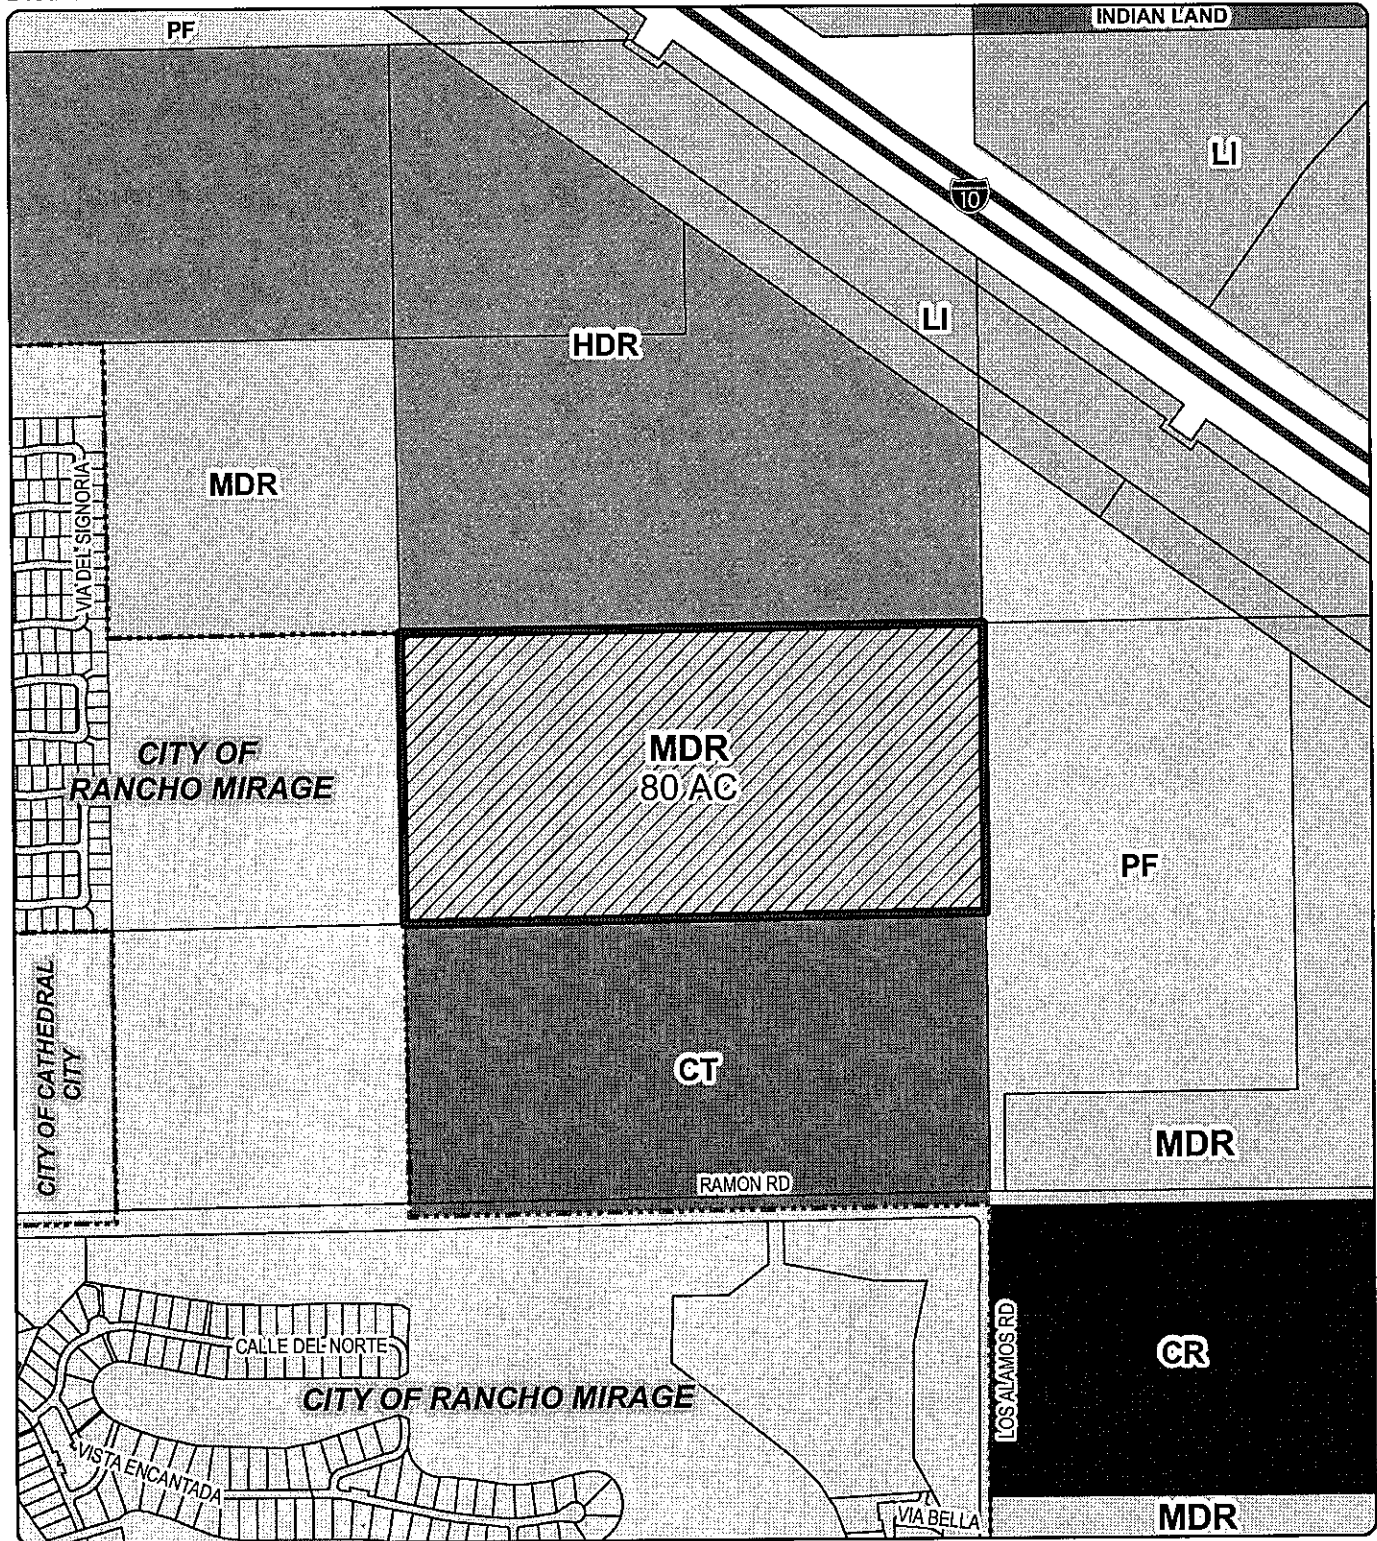 PF
INDIAN LAND
LI
10
LI
HDR
MDR
VIA DEL SIGNORIA
CITY OF
RANCHO MIRAGE
MDR
80 AC
PF
CITY OF CATHEDRAL
CITY
CT
MDR
RAMON RD
LOS ALAMOS RD
CR
CALLE DEL NORTE
CITY OF RANCHO MIRAGE
VISTA ENCANTADA
VIA BELLA
MDR